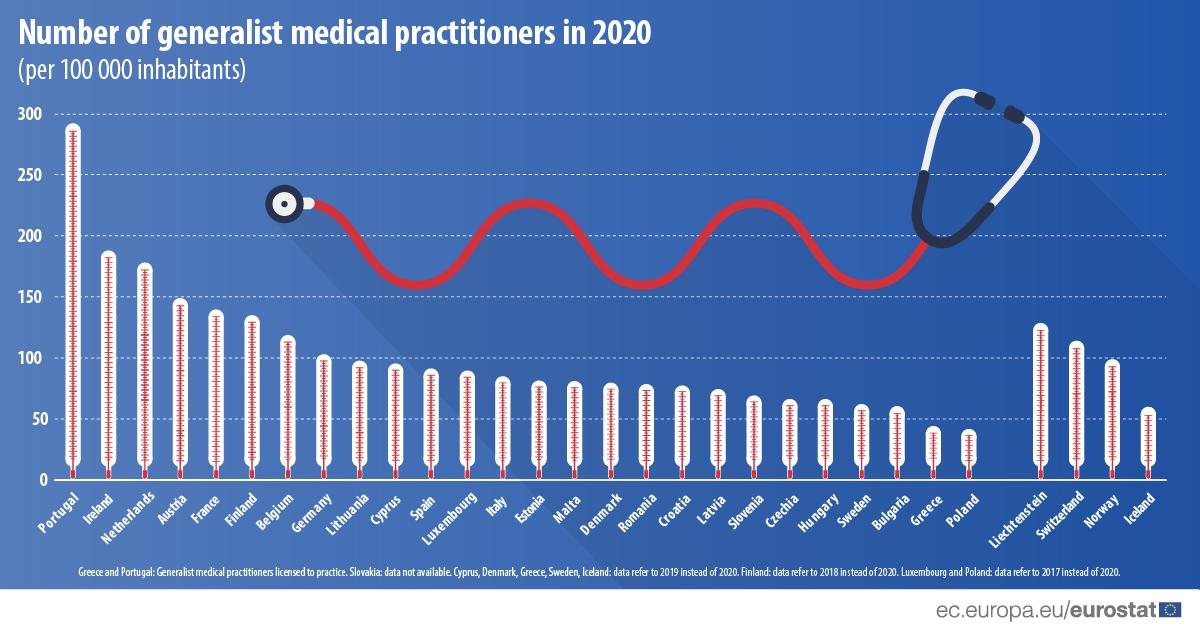 Number of generalist medical practitioners in 2020
(per 100 000 inhabitants)
300
250
200
150
100
50
0
Portugal
Ireland
Netherlands
Austria
France
Finland
Belgium
Germany
Lithuania
Cyprus
Spain
Luxembourg
Italy
Estonia
Malta
Denmark
Romania
Croatia
Latvia
Slovenia
Czechia
Hungary
Sweden
Bulgaria
Greece
Poland
Liechtenstein
Switzerland
Norway
Iceland
Greece and Portugal: Generalist medical practitioners licensed to practice. Slovakia: data not available. Cyprus, Denmark, Greece, Sweden, Iceland: data refer to 2019 instead of 2020. Finland: data refer to 2018 instead of 2020. Luxembourg and Poland: data refer to 2017 instead of 2020.
ec.europa.eu/eurostat